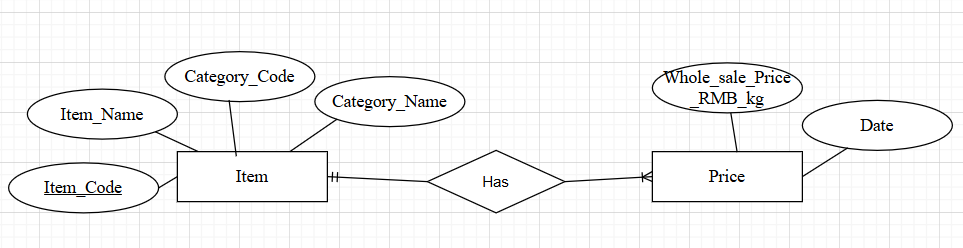 Category_Code
Whole_sale_Price
_RMB_kg
Category_Name
Item_Name
Date
Item_Code
Item
Has
Price